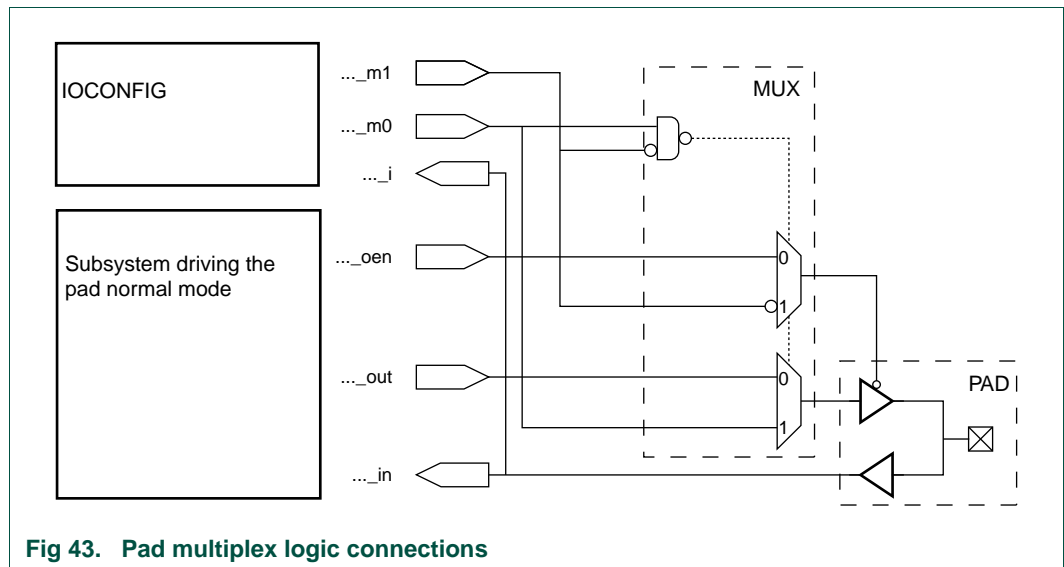 IOCONFIG
..._m1
..._m0
..._i
MUX
Subsystem driving the
pad normal mode
..._oen
0
1
..._out
0
1
..._in
PAD
Fig 43. Pad multiplex logic connections